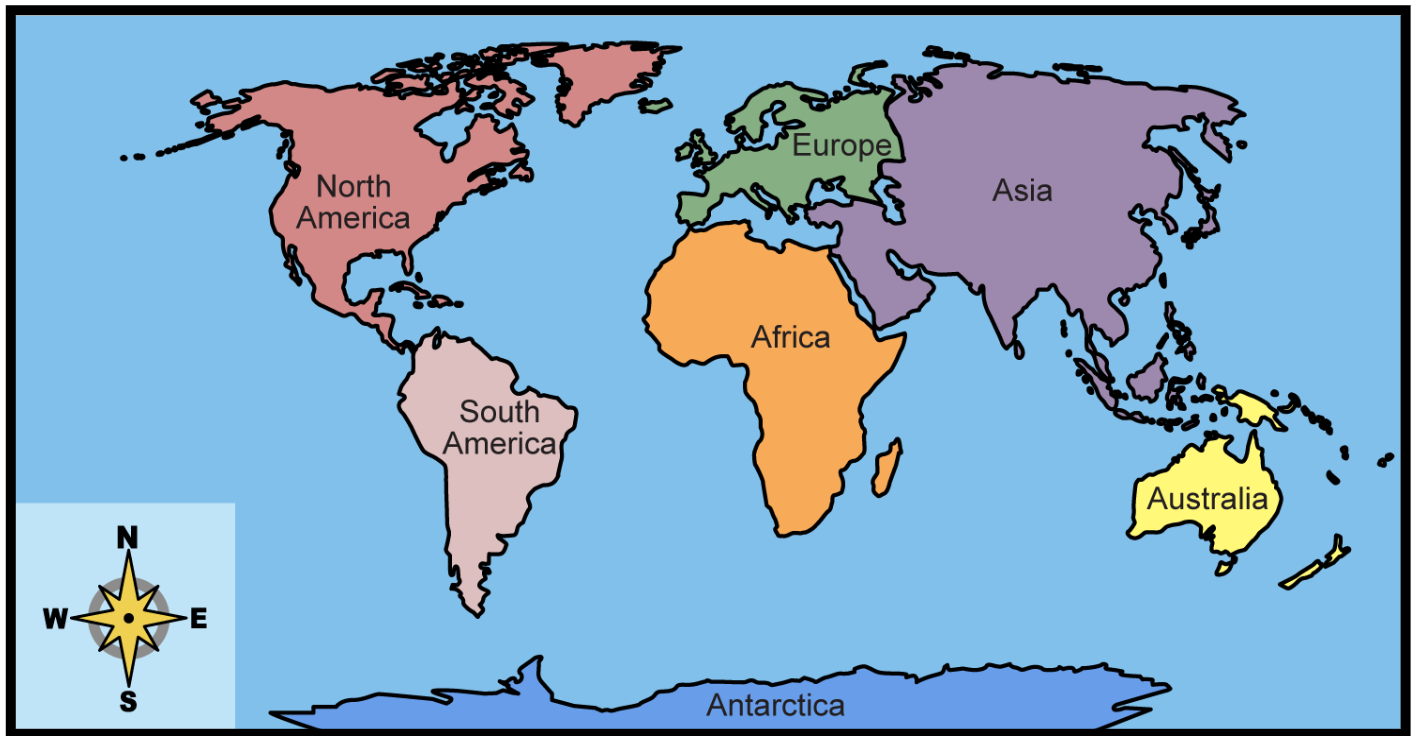 Europe
North
America
Asia
Africa
South
America
Australia
N
W
E
S
Antarctica